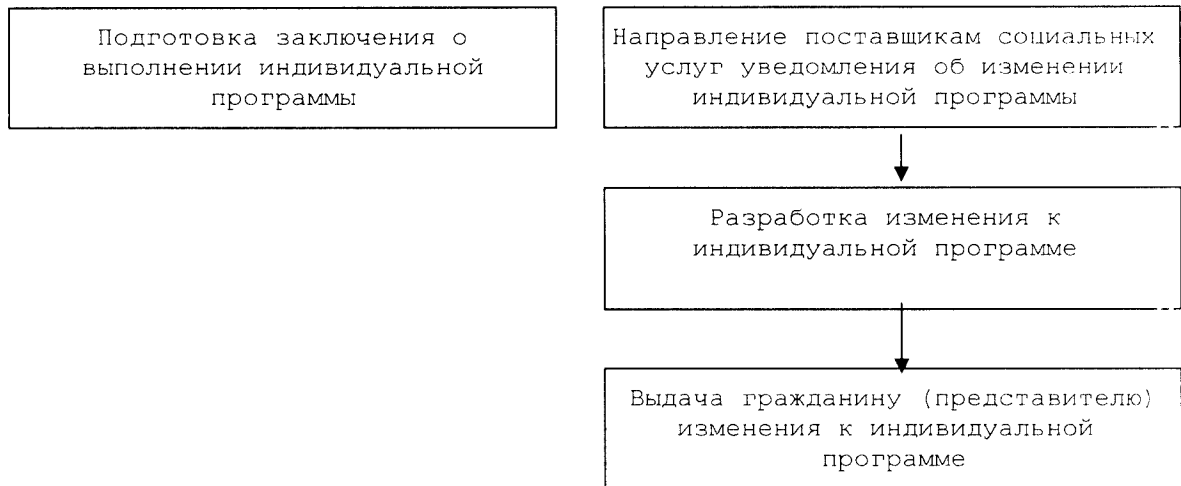 Подготовка заключения о
выполнении индивидуальной
программы
Направление поставщикам социальных
услуг уведомления об изменении
индивидуальной программы
Разработка изменения к
индивидуальной программе
Выдача гражданину (представителю)
изменения к индивидуальной
программе